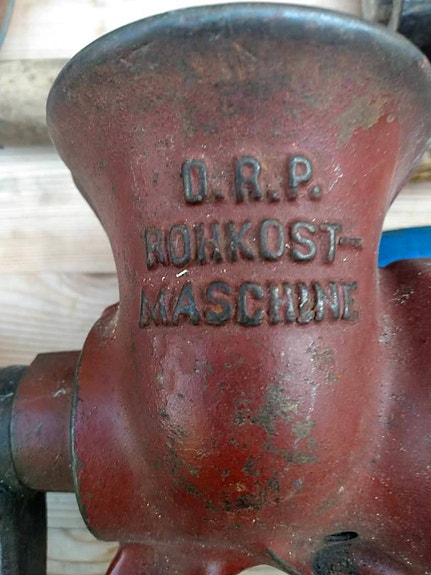 D.R.P.
ROHKOST-
MASCHINE